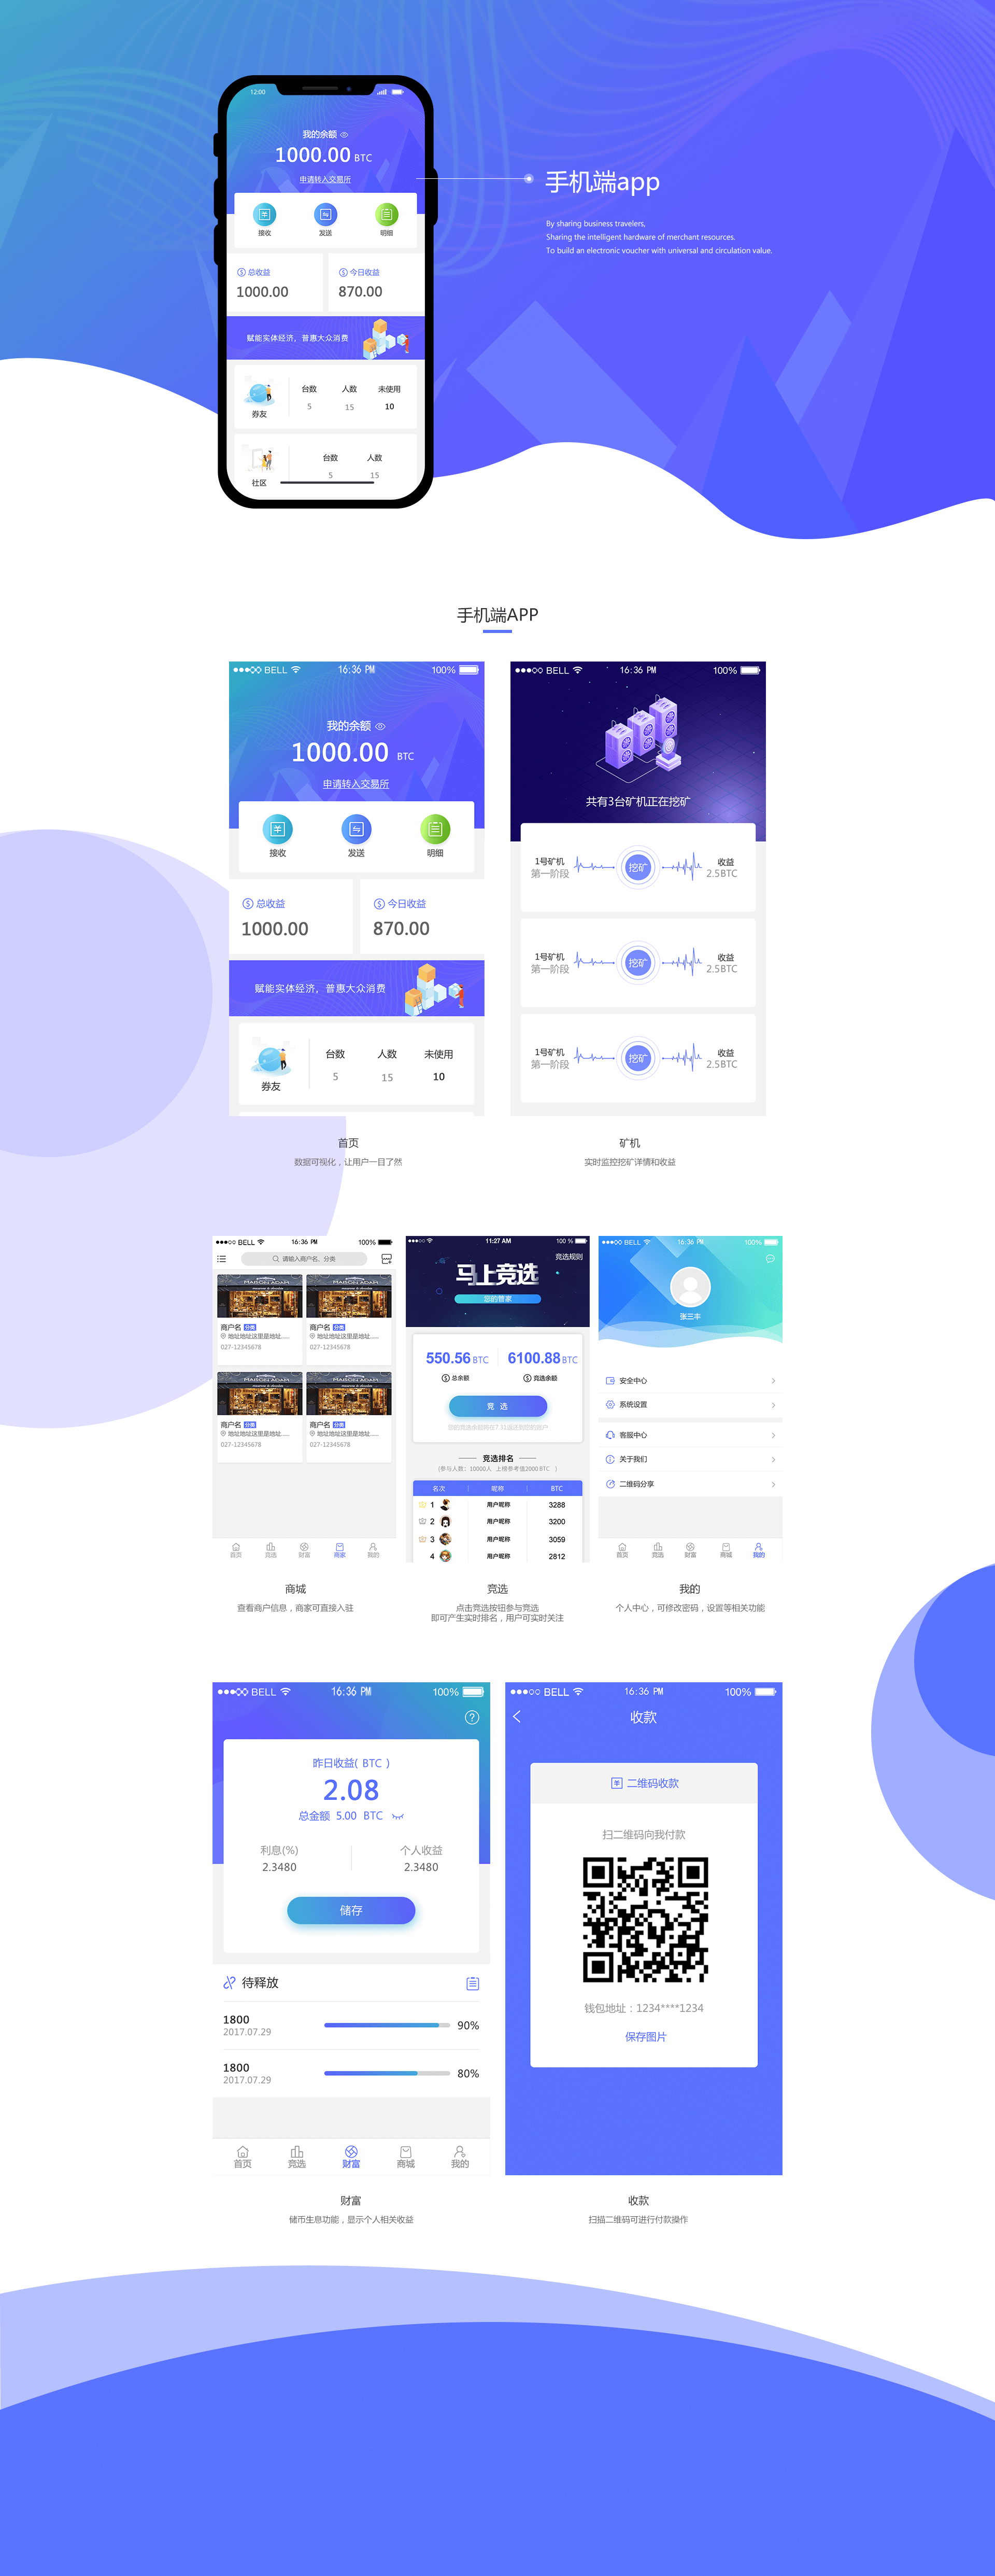 12:00
我的余额
1000.00 BTC
申请转入交易所
接收 发送 明细
总收益 今日收益
1000.00 870.00
赋能实体经济，普惠大众消费
台数 人数 未使用
5 15 10
券友
台数 人数
5 15
社区
手机端app
By sharing business travelers,
Sharing the intelligent hardware of merchant resources.
To build an electronic voucher with universal and circulation value.
手机端APP
BELL 16:36 PM 100%
我的余额
1000.00 BTC
申请转入交易所
接收 发送 明细
总收益 今日收益
1000.00 870.00
赋能实体经济，普惠大众消费
台数 人数 未使用
5 15 10
券友
首页
数据可视化，让用户一目了然
BELL 16:36 PM 100%
共有3台矿机正在挖矿
1号矿机 挖矿 收益
第一阶段 2.5BTC
1号矿机 挖矿 收益
第一阶段 2.5BTC
1号矿机 挖矿 收益
第一阶段 2.5BTC
矿机
实时监控挖矿详情和收益
BELL 16:36 PM 100%
请输入商户名、分类
MAISON ADAM MAISON ADAM
商户名 分类 商户名 分类
地址地址这里是地址...... 地址地址这里是地址......
027-12345678 027-12345678
MAISON ADAM MAISON ADAM
商户名 分类 商户名 分类
地址地址这里是地址...... 地址地址这里是地址......
027-12345678 027-12345678
首页 竞选 财富 商家 我的
商城
查看商户信息，商家可直接入驻
11:27 AM 100 %
竞选规则
马上竞选
您的管家
550.56 BTC 6100.88 BTC
总余额 竞选余额
竞 选
竞选排名
(参与人数：10000人 上榜参考值2000 BTC )
名次 昵称 BTC
1 用户昵称 3288
2 用户昵称 3200
3 用户昵称 3059
4 用户昵称 2812
竞选
点击竞选按钮参与竞选
即可产生实时排名，用户可实时关注
BELL 16:36 PM 100%
张三丰
安全中心
系统设置
客服中心
关于我们
二维码分享
首页 竞选 财富 商城 我的
我的
个人中心，可修改密码，设置等相关功能
BELL 16:36 PM 100%
昨日收益( BTC )
2.08
总金额 5.00 BTC
利息(%) 个人收益
2.3480 2.3480
储存
待释放
1800
2017.07.29 90%
1800
2017.07.29 80%
首页 竞选 财富 商城 我的
财富
储币生息功能，显示个人相关收益
BELL 16:36 PM 100%
收款
二维码收款
扫二维码向我付款
钱包地址：1234****1234
保存图片
收款
扫描二维码可进行付款操作